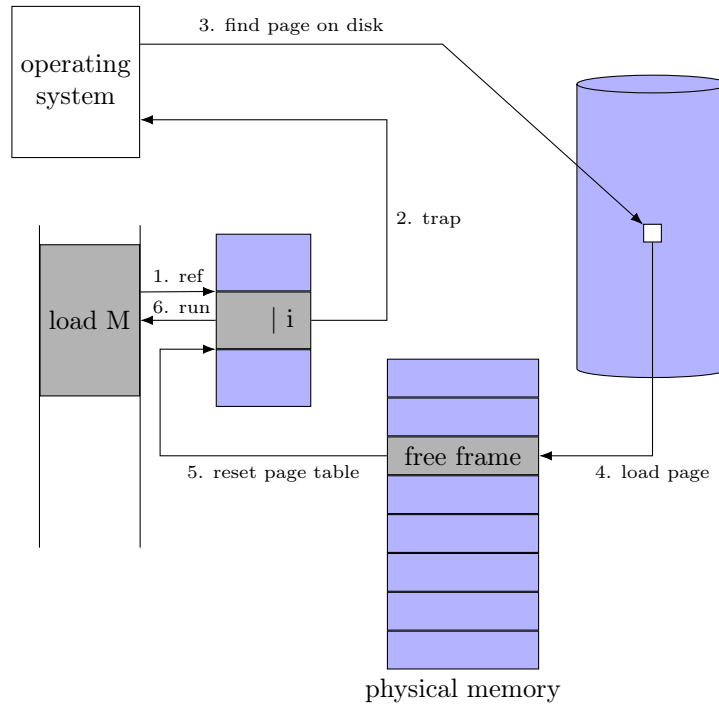 3. find page on disk
operating
system
2. trap
1. ref
6. run
load M
| i
free frame
5. reset page table
4. load page
physical memory